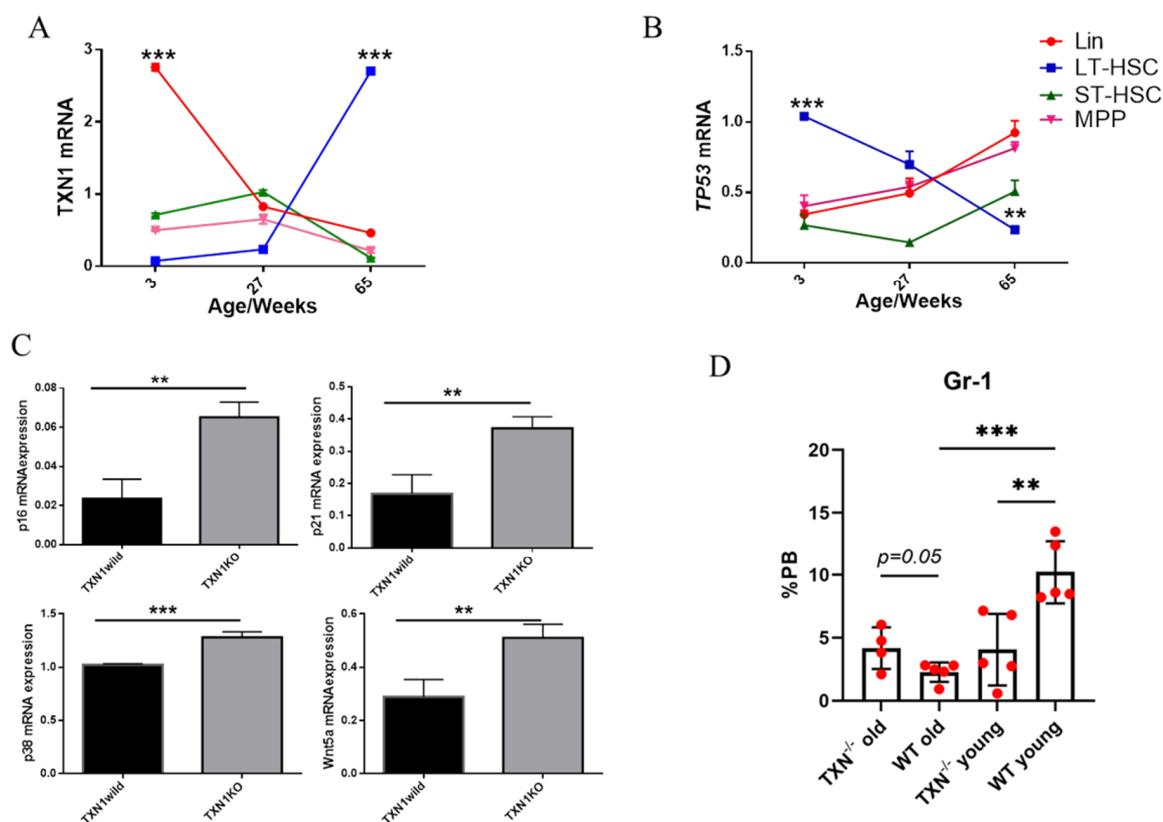 A
TXN1 mRNA
3
2
1
0
***
***
3
27
65
Age/Weeks
B
TP53 mRNA
1.5
1.0
0.5
0.0
***
**
3
27
65
Age/Weeks
Lin
LT-HSC
ST-HSC
MPP
C
p16 mRNAexpression
0.08
0.06
0.04
0.02
0.00
**
TXN1wild
TXN1KO
p21 mRNA expression
0.5
0.4
0.3
0.2
0.1
0.0
**
TXN1wild
TXN1KO
p38 mRNA expression
1.5
1.0
0.5
0.0
***
TXN1wild
TXN1KO
Wnt5a mRNAexpression
0.6
0.4
0.2
0.0
**
TXN1wild
TXN1KO
D
Gr-1
%PB
20
15
10
5
0
***
**
p=0.05
TXN-/- old
WT old
TXN-/- young
WT young